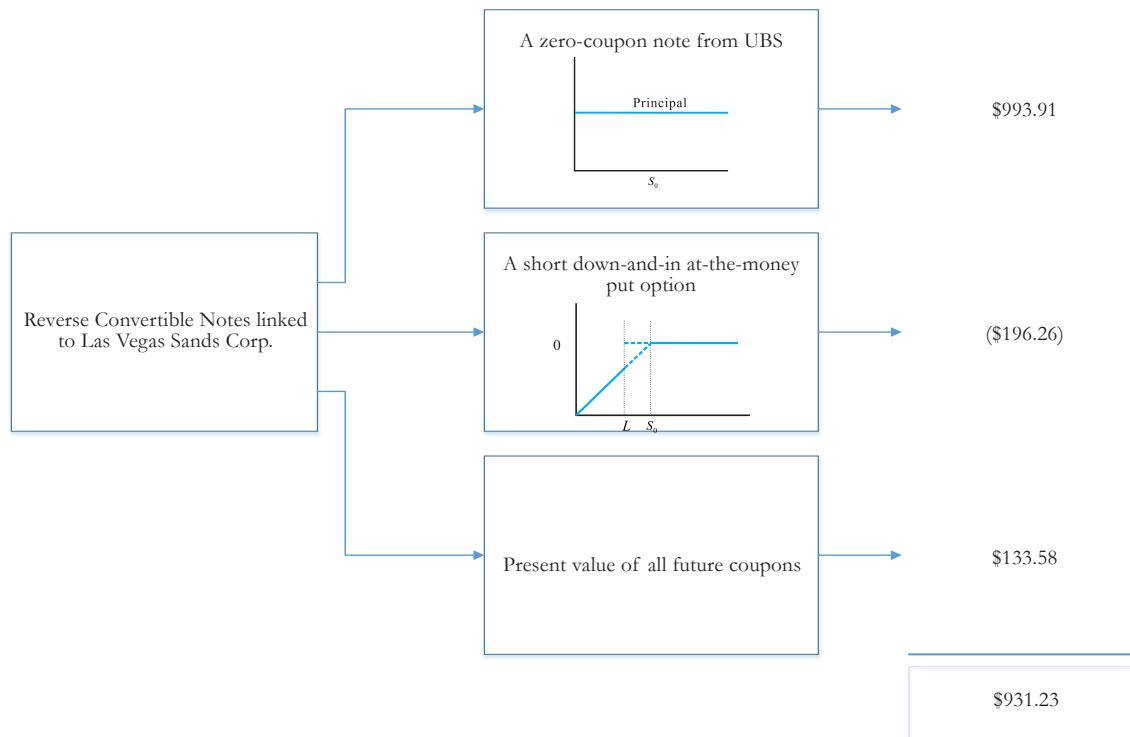 A zero-coupon note from UBS
Principal
S₀
$993.91
Reverse Convertible Notes linked
to Las Vegas Sands Corp.
A short down-and-in at-the-money
put option
0
L S₀
($196.26)
Present value of all future coupons
$133.58
$931.23